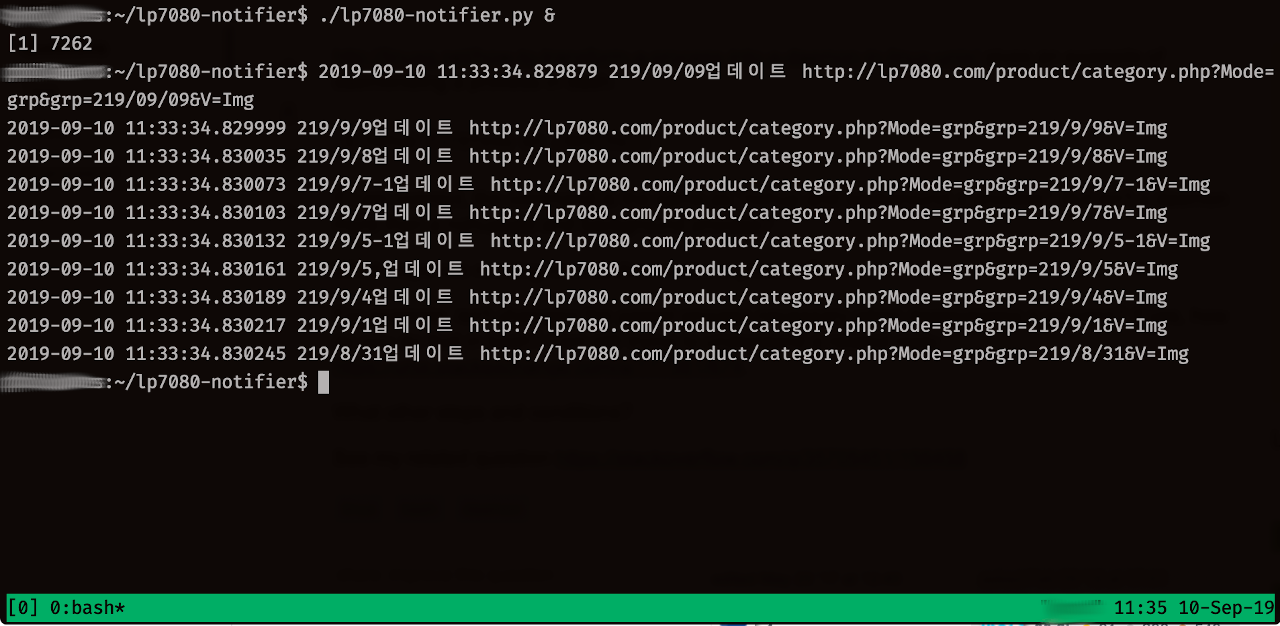 :~/lp7080-notifier$ ./lp7080-notifier.py &
[1] 7262
:~/lp7080-notifier$ 2019-09-10 11:33:34.829879 219/09/09업데이트 http://lp7080.com/product/category.php?Mode=
grp&grp=219/09/09&V=Img
2019-09-10 11:33:34.829999 219/9/9업데이트 http://lp7080.com/product/category.php?Mode=grp&grp=219/9/9&V=Img
2019-09-10 11:33:34.830035 219/9/8업데이트 http://lp7080.com/product/category.php?Mode=grp&grp=219/9/8&V=Img
2019-09-10 11:33:34.830073 219/9/7-1업데이트 http://lp7080.com/product/category.php?Mode=grp&grp=219/9/7-1&V=Img
2019-09-10 11:33:34.830103 219/9/7업데이트 http://lp7080.com/product/category.php?Mode=grp&grp=219/9/7&V=Img
2019-09-10 11:33:34.830132 219/9/5-1업데이트 http://lp7080.com/product/category.php?Mode=grp&grp=219/9/5-1&V=Img
2019-09-10 11:33:34.830161 219/9/5,업데이트 http://lp7080.com/product/category.php?Mode=grp&grp=219/9/5&V=Img
2019-09-10 11:33:34.830189 219/9/4업데이트 http://lp7080.com/product/category.php?Mode=grp&grp=219/9/4&V=Img
2019-09-10 11:33:34.830217 219/9/1업데이트 http://lp7080.com/product/category.php?Mode=grp&grp=219/9/1&V=Img
2019-09-10 11:33:34.830245 219/8/31업데이트 http://lp7080.com/product/category.php?Mode=grp&grp=219/8/31&V=Img
:~/lp7080-notifier$
[0] 0:bash* 11:35 10-Sep-19